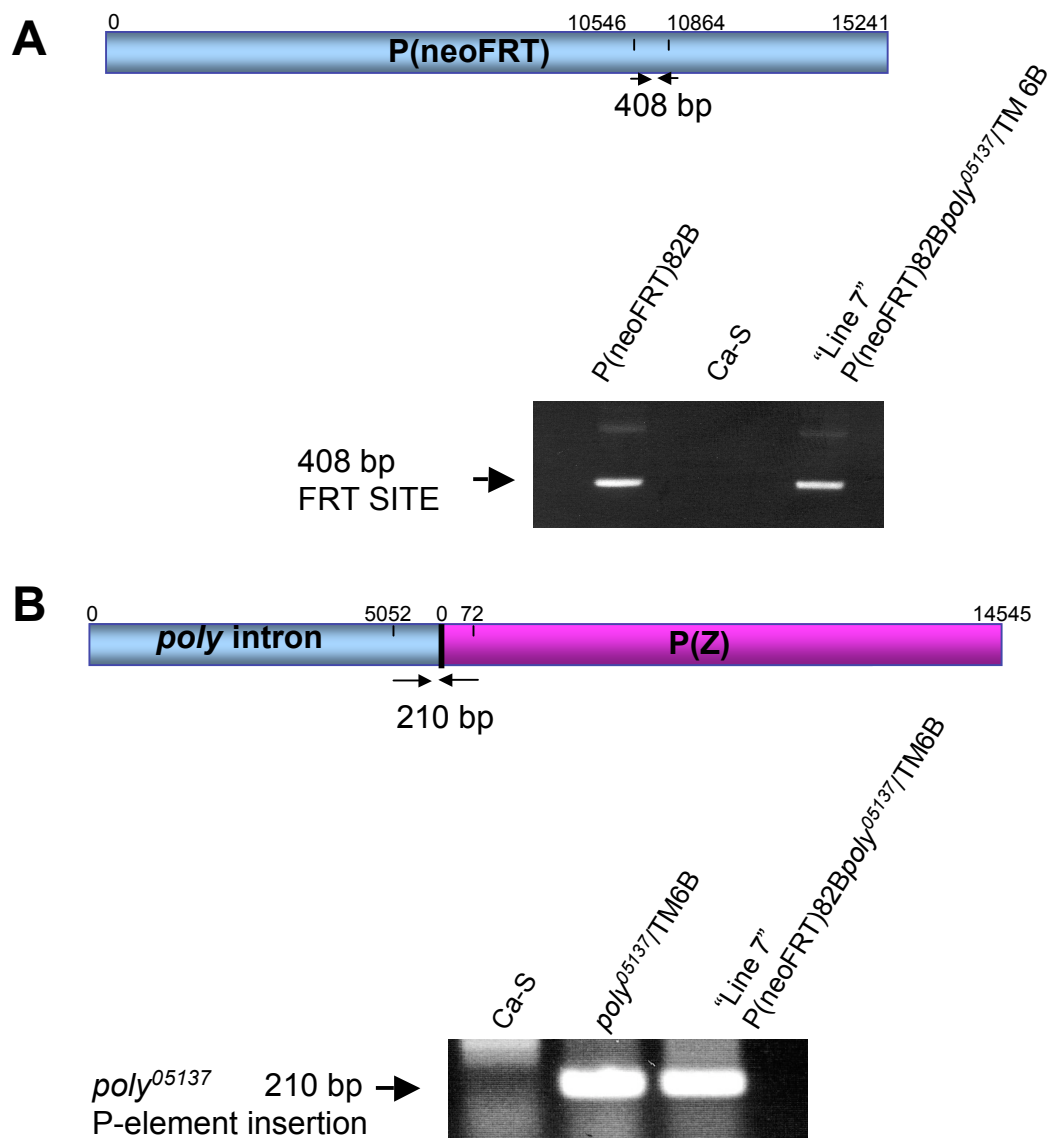 A
0 10546 10864 15241
P(neoFRT)
408 bp
P(neoFRT)82B
Ca-S
“Line 7”
P(neoFRT)82Bpoly05137/TM 6B
408 bp
FRT SITE
B
0 5052 0 72 14545
poly intron P(Z)
210 bp
Ca-S
poly05137/TM6B
“Line 7”
P(neoFRT)82Bpoly05137/TM6B
poly05137 210 bp
P-element insertion